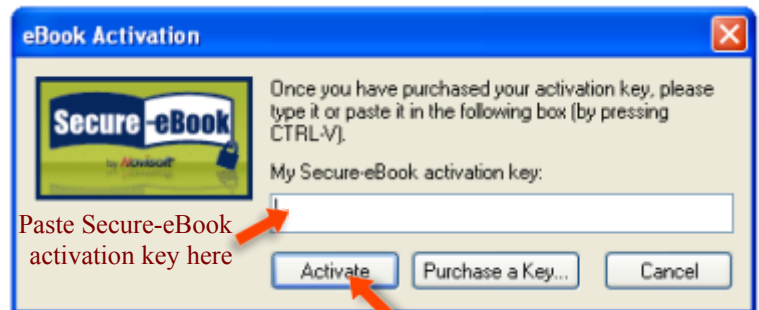 eBook Activation
Once you have purchased your activation key, please
type it or paste it in the following box (by pressing
CTRL-V).
Secure-eBook
by Novisoft
My Secure-eBook activation key:
Paste Secure-eBook
activation key here
Activate
Purchase a Key...
Cancel